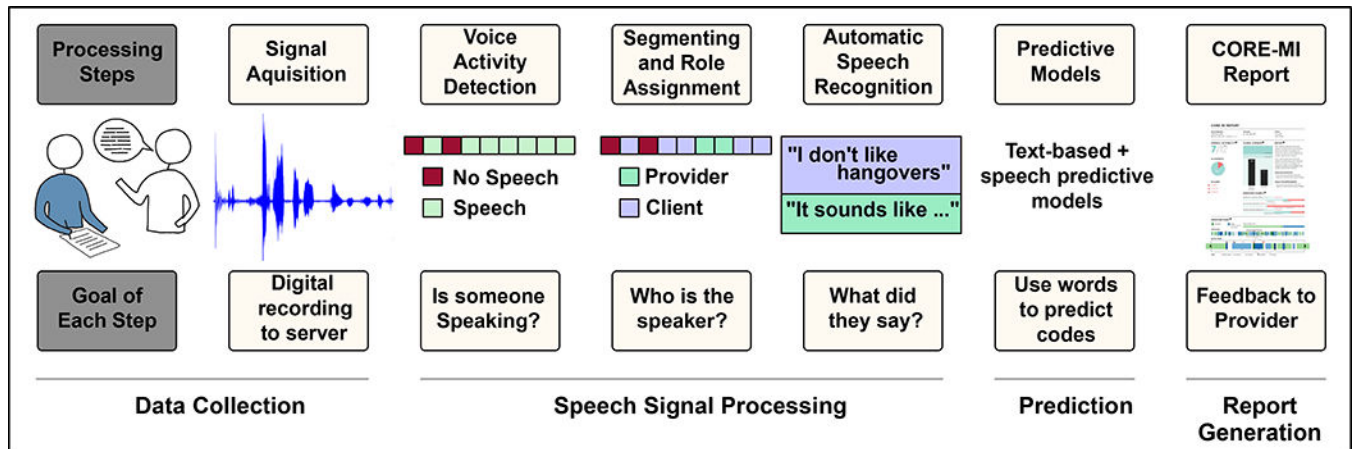 Processing
Steps
Signal
Aquisition
Voice
Activity
Detection
Segmenting
and Role
Assignment
Automatic
Speech
Recognition
Predictive
Models
CORE-MI
Report
No Speech
Speech
Provider
Client
"I don't like
hangovers"
"It sounds like ..."
Text-based +
speech predictive
models
CORE-MI REPORT
Goal of
Each Step
Digital
recording
to server
Is someone
Speaking?
Who is the
speaker?
What did
they say?
Use words
to predict
codes
Feedback to
Provider
Data Collection
Speech Signal Processing
Prediction
Report
Generation